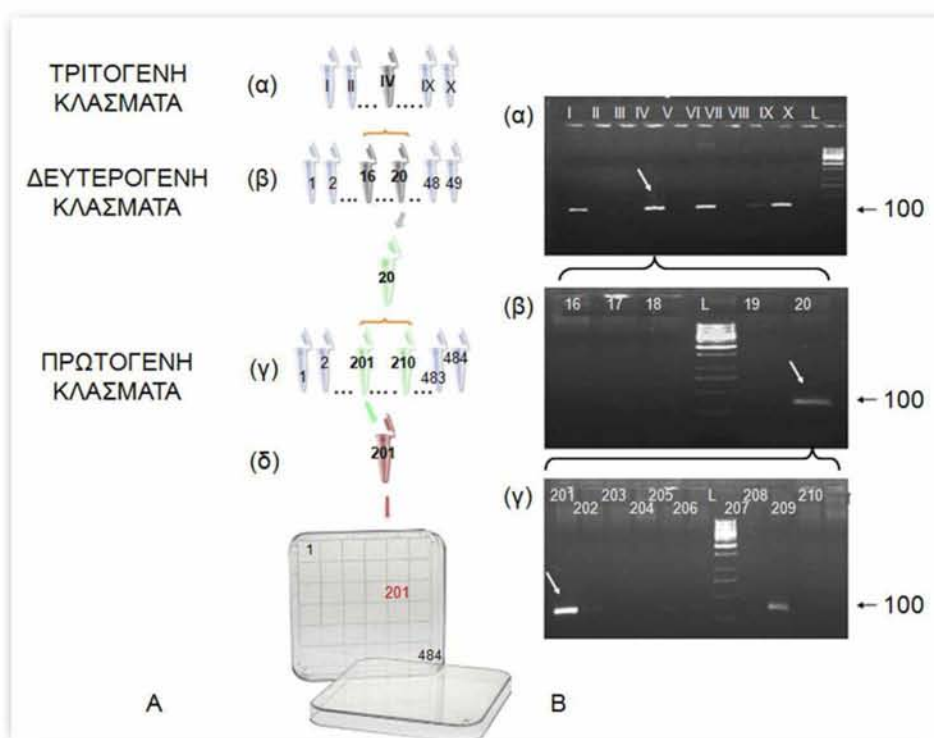 ΤΡΙΤΟΓΕΝΗ
ΚΛΑΣΜΑΤΑ
(α)
I II IV IX X
... ....
ΔΕΥΤΕΡΟΓΕΝΗ
ΚΛΑΣΜΑΤΑ
(β)
1 2 16 20 48 49
... ... ..
20
ΠΡΩΤΟΓΕΝΗ
ΚΛΑΣΜΑΤΑ
(γ)
1 2 201 210 483 484
... .... ...
(δ)
201
1
201
484
A
(α)
I II III IV V VI VII VIII IX X L
← 100
(β)
16 17 18 L 19 20
← 100
(γ)
201 203 205 L 208 210
202 204 206 207 209
← 100
B